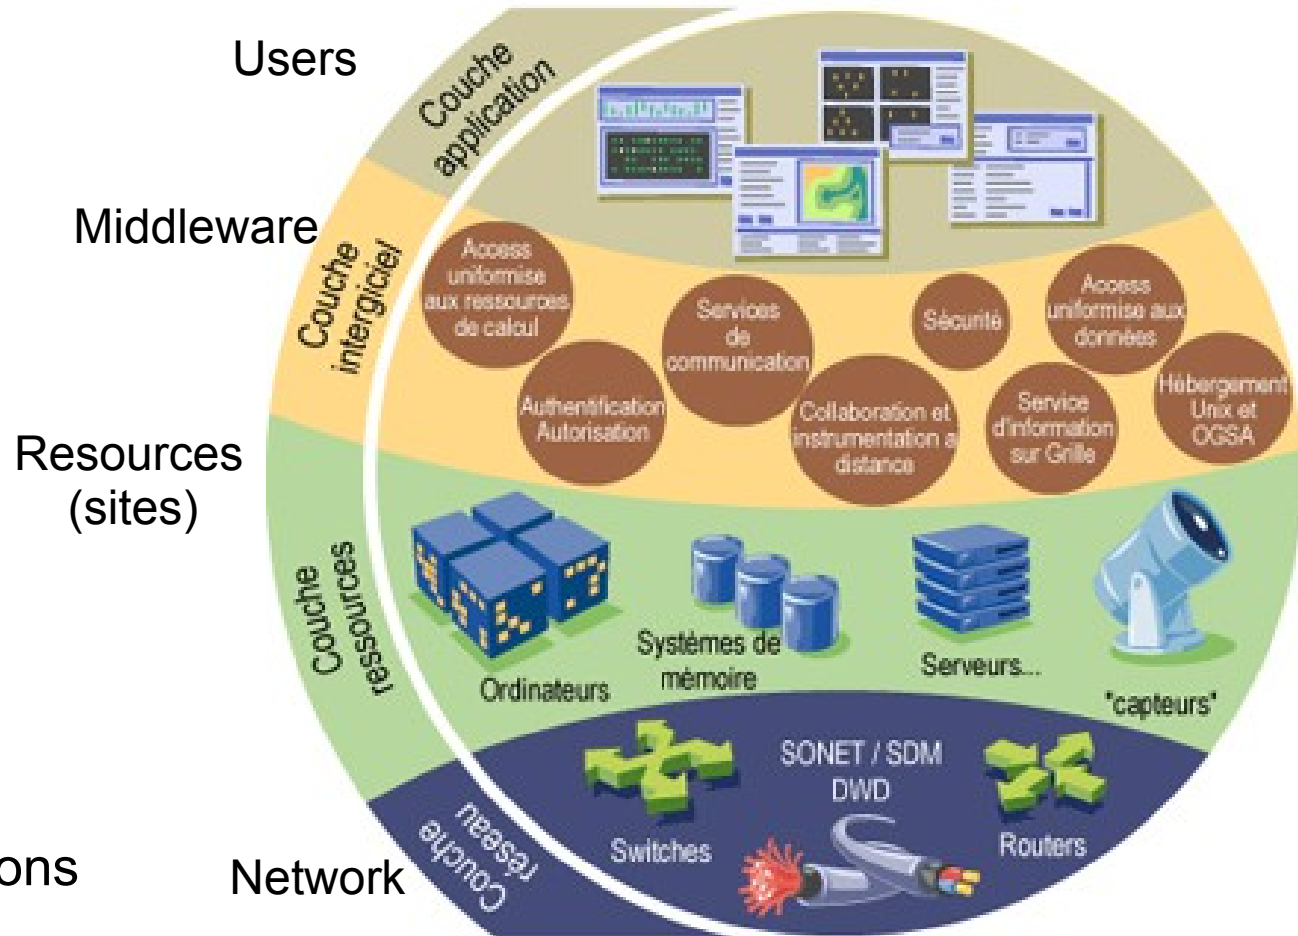 Users
Couche
application
Middleware
Couche
intergiciel
Access
uniformise
aux ressources
de calcul
Services
de
communication
Sécurité
Access
uniformise aux
données
Authentification
Autorisation
Collaboration et
instrumentation a
distance
Service
d'information
sur Grille
Hébergement
Unix et
OGSA
Resources
(sites)
Couche
ressources
Ordinateurs
Systèmes de
mémoire
Serveurs...
"capteurs"
SONET / SDM
DWD
Switches
Routers
Couche
réseau
Network
ons